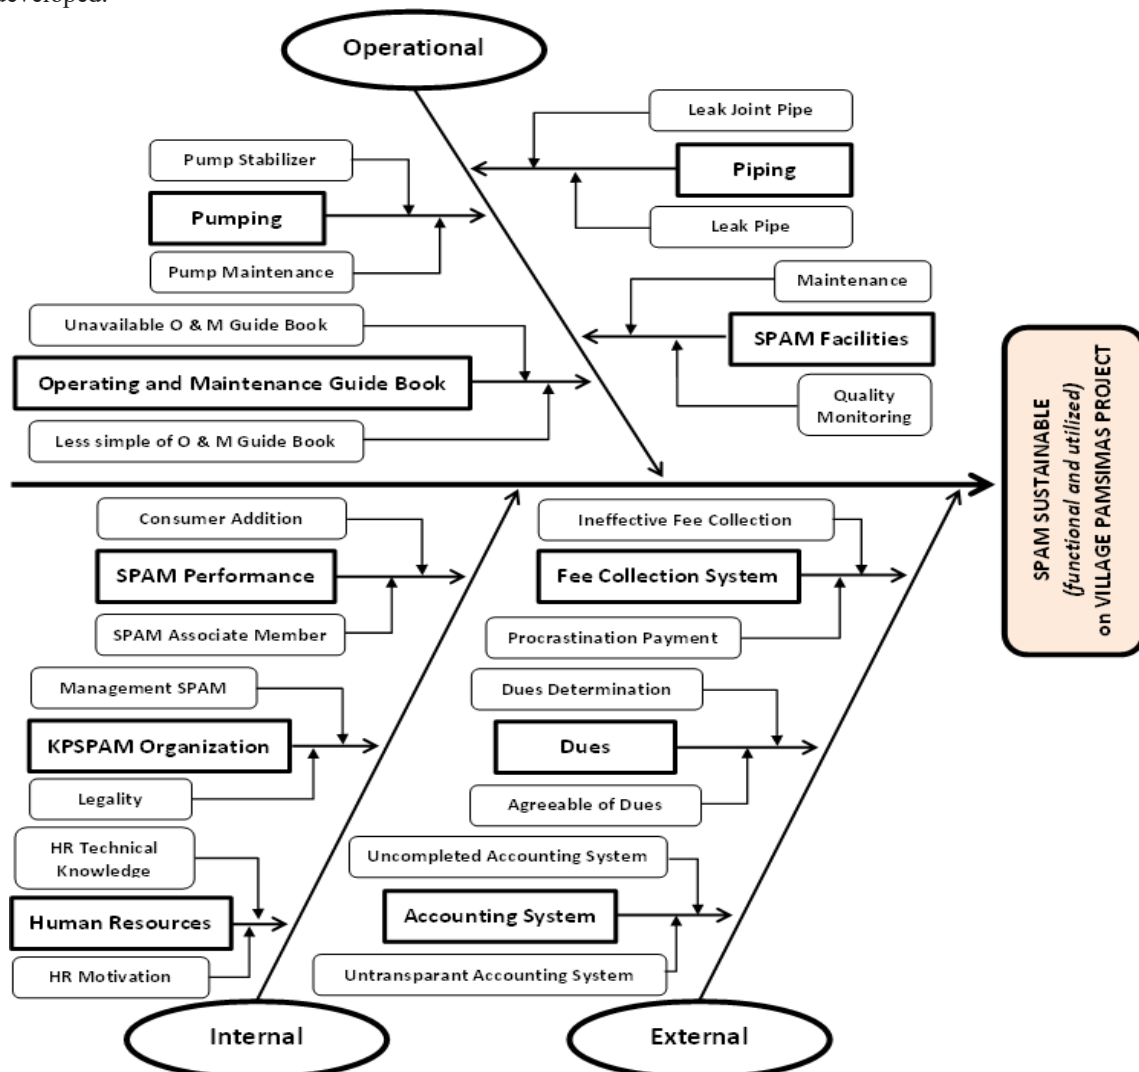 developed.
Operational
Leak Joint Pipe
Pump Stabilizer
Piping
Pumping
Leak Pipe
Pump Maintenance
Maintenance
Unavailable O & M Guide Book
SPAM Facilities
Operating and Maintenance Guide Book
Quality
Monitoring
Less simple of O & M Guide Book
SPAM SUSTAINABLE
(functional and utilized)
on VILLAGE PAMSIMAS PROJECT
Consumer Addition
Ineffective Fee Collection
SPAM Performance
Fee Collection System
SPAM Associate Member
Procrastination Payment
Management SPAM
Dues Determination
KPSPAM Organization
Dues
Legality
Agreeable of Dues
HR Technical
Knowledge
Uncompleted Accounting System
Human Resources
Accounting System
HR Motivation
Untransparant Accounting System
Internal
External